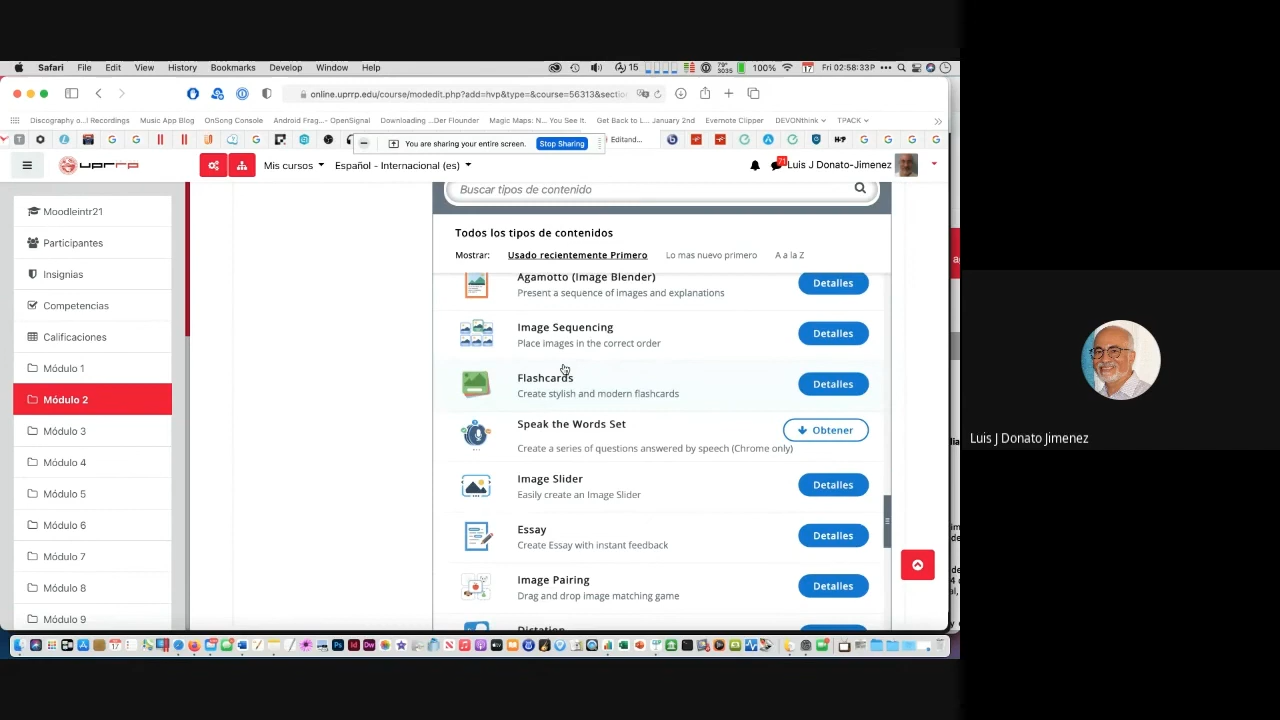 Safari File Edit View History Bookmarks Develop Window Help 15 79° 3035 100% 17 Fri 02:58:33P
online.uprrp.edu/course/modedit.php?add=hvp&type=&course=56313&sectio
Discography o...l Recordings Music App Blog OnSong Console Android Frag...- OpenSignal Downloading ...Der Flounder Magic Maps: N... You See It. Get Back to L... January 2nd Evernote Clipper DEVONthink TPACK
You are sharing your entire screen. Stop Sharing Editand...
uprrp Mis cursos Español - Internacional (es) Luis J Donato-Jimenez
Moodleintr21
Participantes
Insignias
Competencias
Calificaciones
Módulo 1
Módulo 2
Módulo 3
Módulo 4
Módulo 5
Módulo 6
Módulo 7
Módulo 8
Módulo 9
Buscar tipos de contenido
Todos los tipos de contenidos
Mostrar: Usado recientemente Primero Lo mas nuevo primero A a la Z
Agamotto (Image Blender)
Present a sequence of images and explanations
Detalles
Image Sequencing
Place images in the correct order
Detalles
Flashcards
Create stylish and modern flashcards
Detalles
Speak the Words Set
Create a series of questions answered by speech (Chrome only)
Obtener
Image Slider
Easily create an Image Slider
Detalles
Essay
Create Essay with instant feedback
Detalles
Image Pairing
Drag and drop image matching game
Detalles
Dictation
Luis J Donato Jimenez